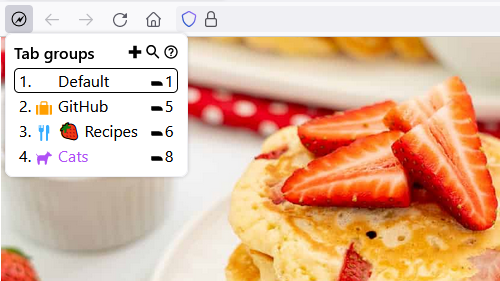 Tab groups
1. Default 1
2. GitHub 5
3. 🍓 Recipes 6
4. Cats 8